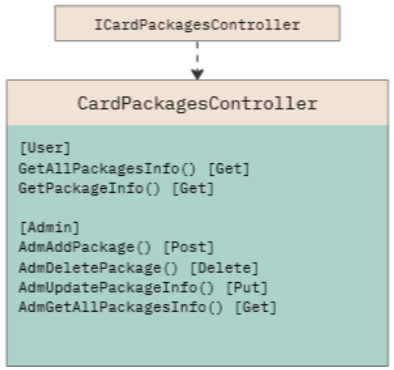 ICardPackagesController
CardPackagesController
[User]
GetAllPackagesInfo() [Get]
GetPackageInfo() [Get]
[Admin]
AdmAddPackage() [Post]
AdmDeletePackage() [Delete]
AdmUpdatePackageInfo() [Put]
AdmGetAllPackagesInfo() [Get]